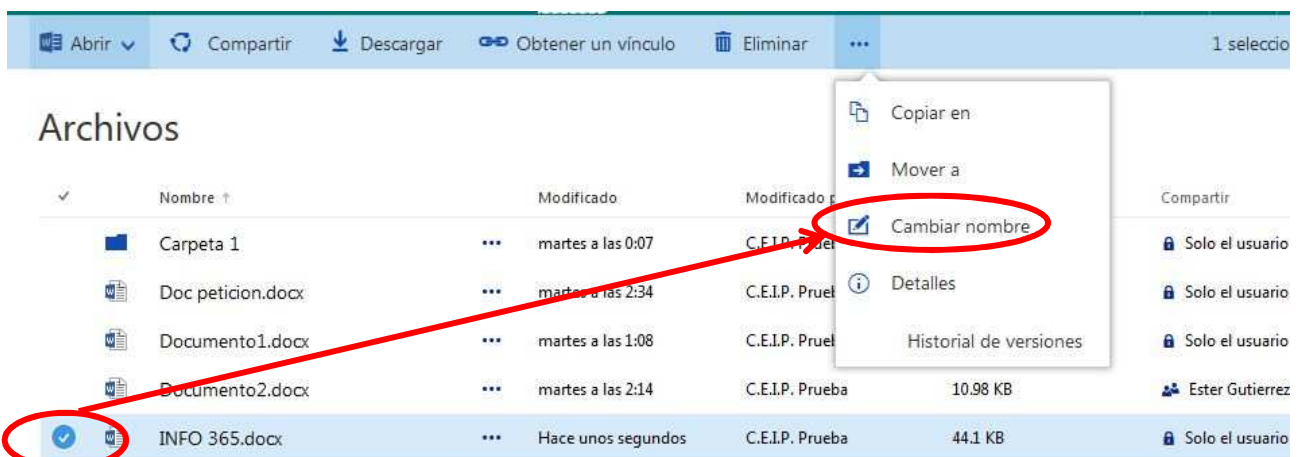 Abrir Compartir Descargar Obtener un vínculo Eliminar ... 1 seleccio
Copiar en
Archivos
Mover a
Nombre ↑ Modificado Modificado p Compartir
Cambiar nombre
Carpeta 1 ... martes a las 0:07 Solo el usuario
Detalles
Doc peticion.docx ... martes a las 2:34 C.E.I.P. Prueb Solo el usuario
Documento1.docx ... martes a las 1:08 C.E.I.P. Prueb Solo el usuario
Historial de versiones
Documento2.docx ... martes a las 2:14 C.E.I.P. Prueba 10.98 KB Ester Gutierrez
INFO 365.docx ... Hace unos segundos C.E.I.P. Prueba 44.1 KB Solo el usuario